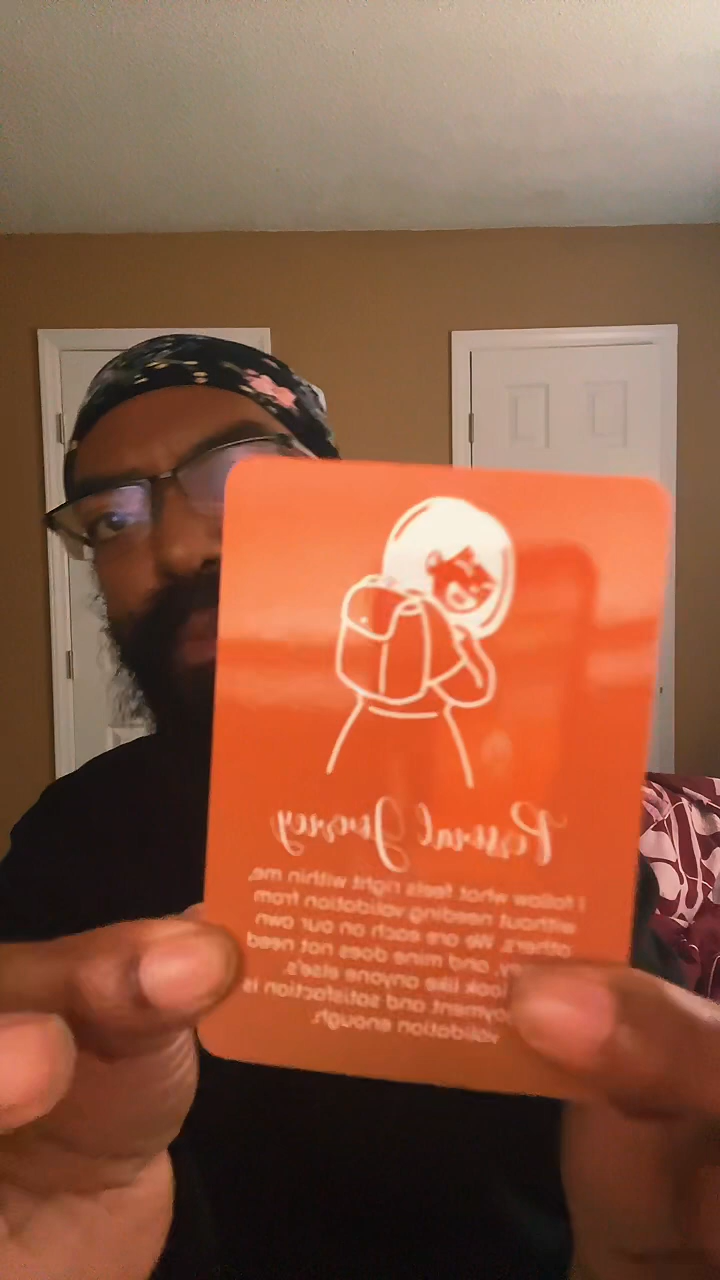 Personal Journey
I follow what feels right within me,
without needing validation from
others. We are each on our own
and mine does not need
look like anyone else's.
and satisfaction is
validation enough.